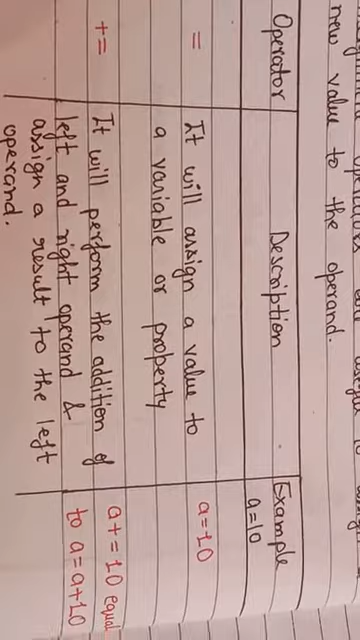 new value to the operand.
Operator Description Example
a=10
= It will assign a value to a=10
a variable or property
+= It will perform the addition of a+=10 equal
left and right operand & to a=a+10
assign a result to the left
operand.